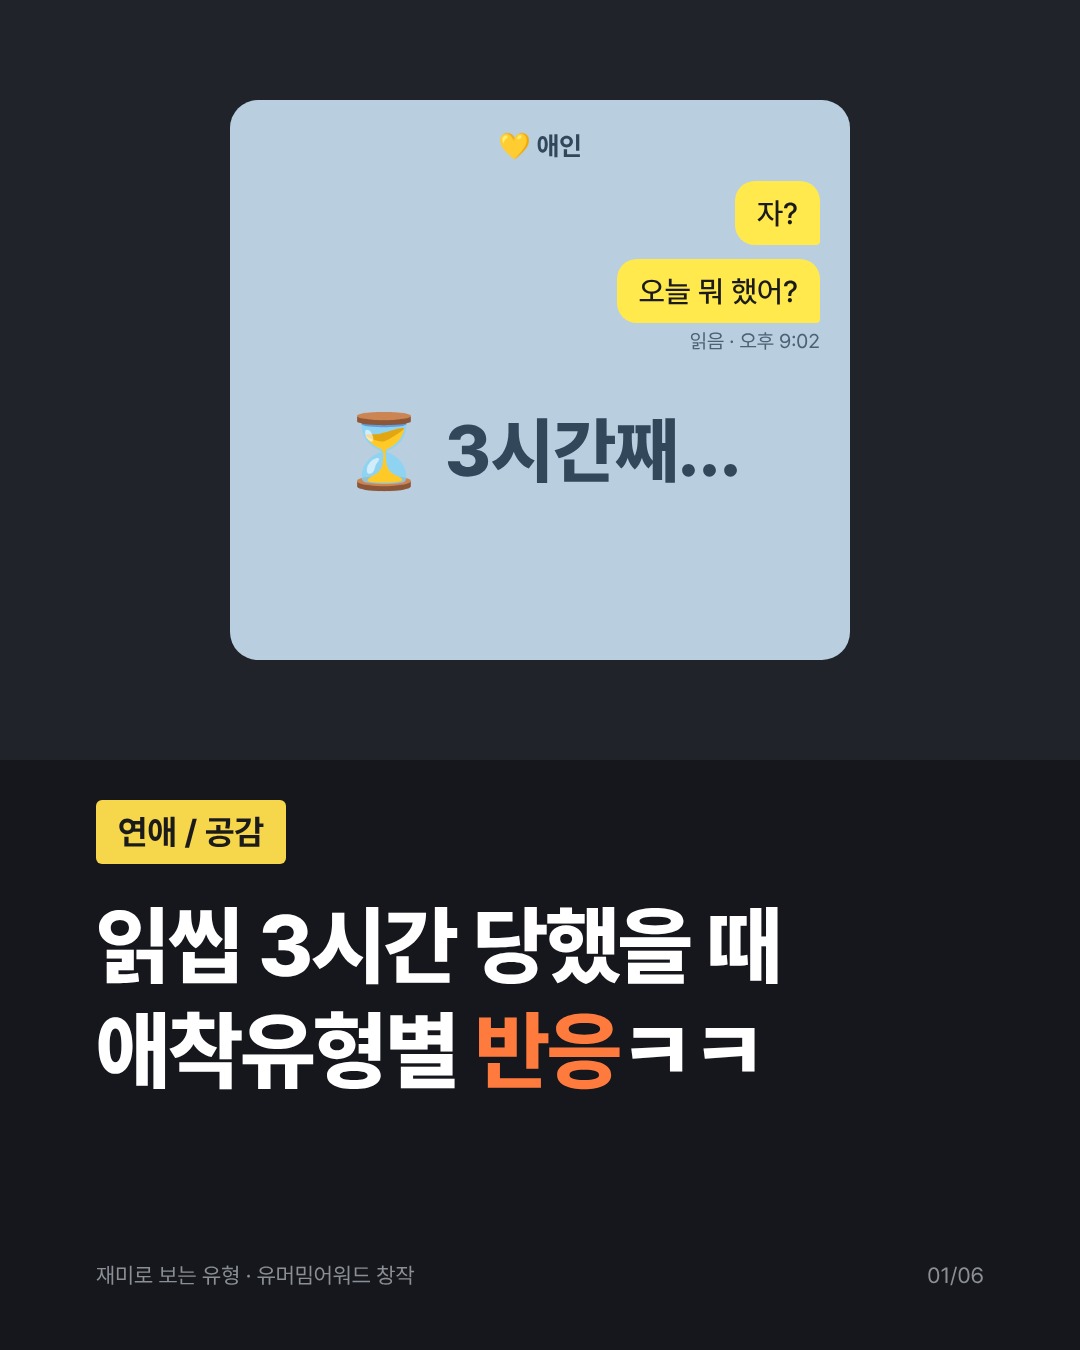 💛 애인
자?
오늘 뭐 했어?
읽음 · 오후 9:02
⏳ 3시간째...
연애 / 공감
읽씹 3시간 당했을 때
애착유형별 반응ㅋㅋ
재미로 보는 유형 · 유머밈어워드 창작
01/06